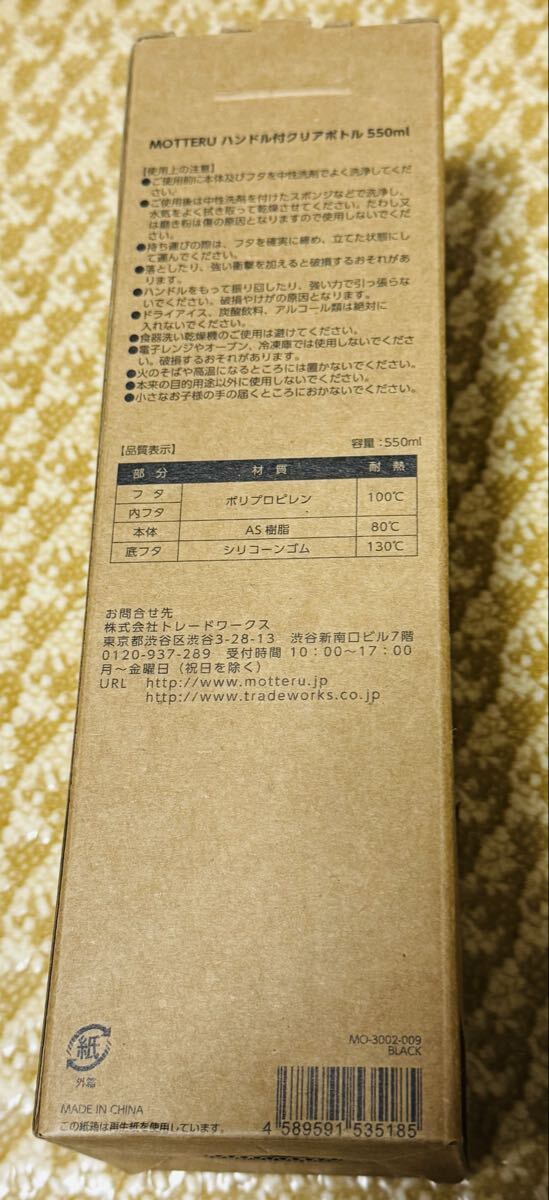 MOTTERU ハンドル付クリアボトル 550ml
【使用上の注意】
●ご使用前に本体及びフタを中性洗剤でよく洗浄してくだ
さい。
●ご使用後は中性洗剤を付けたスポンジなどで洗浄し、
水気をよく拭き取って乾燥させてください。たわし又
は磨き粉は傷の原因となりますので使用しないでくだ
さい。
●持ち運びの際は、フタを確実に締め、立てた状態にし
て運んでください。
●落としたり、強い衝撃を加えると破損するおそれがあ
ります。
●ハンドルをもって振り回したり、強い力で引っ張らな
いでください。破損やけがの原因となります。
●ドライアイス、炭酸飲料、アルコール類は絶対に
入れないでください。
●食器洗い乾燥機のご使用は避けてください。
●電子レンジやオーブン、冷凍庫では使用しないでくださ
い。破損するおそれがあります。
●火のそばや高温になるところには置かないでください。
●本来の目的用途以外に使用しないでください。
●小さなお子様の手の届くところにおかないでください。
【品質表示】 容量：550ml
部分 材質 耐熱
フタ ポリプロピレン 100℃
内フタ
本体 AS 樹脂 80℃
底フタ シリコーンゴム 130℃
お問合せ先
株式会社トレードワークス
東京都渋谷区渋谷3-28-13 渋谷新南口ビル7階
0120-937-289 受付時間 10：00～17：00
月～金曜日（祝日を除く）
URL http://www.motteru.jp
http://www.tradeworks.co.jp
紙
外箱
MO-3002-009
BLACK
MADE IN CHINA
この紙箱は再生紙を使用しています。
4 589591 535185